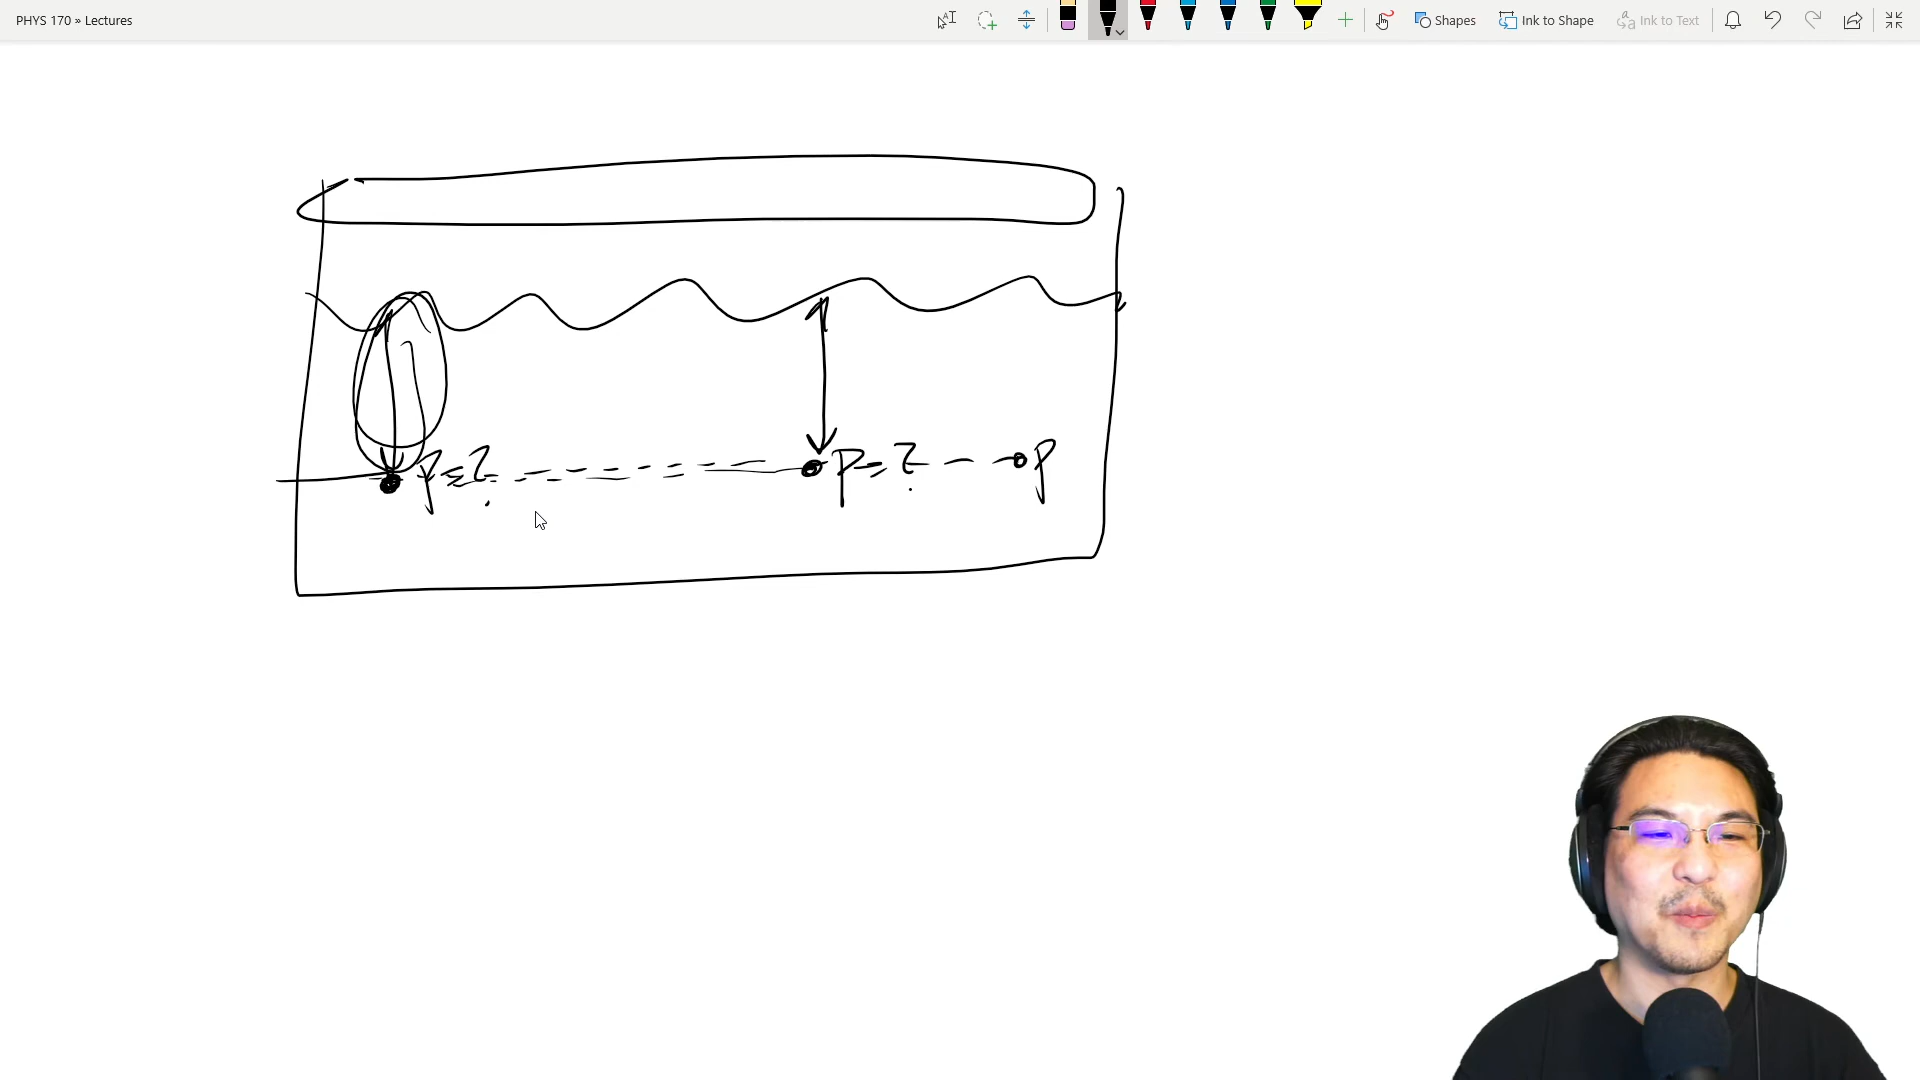 PHYS 170 » Lectures
Shapes
Ink to Shape
Ink to Text
P=? P=? P